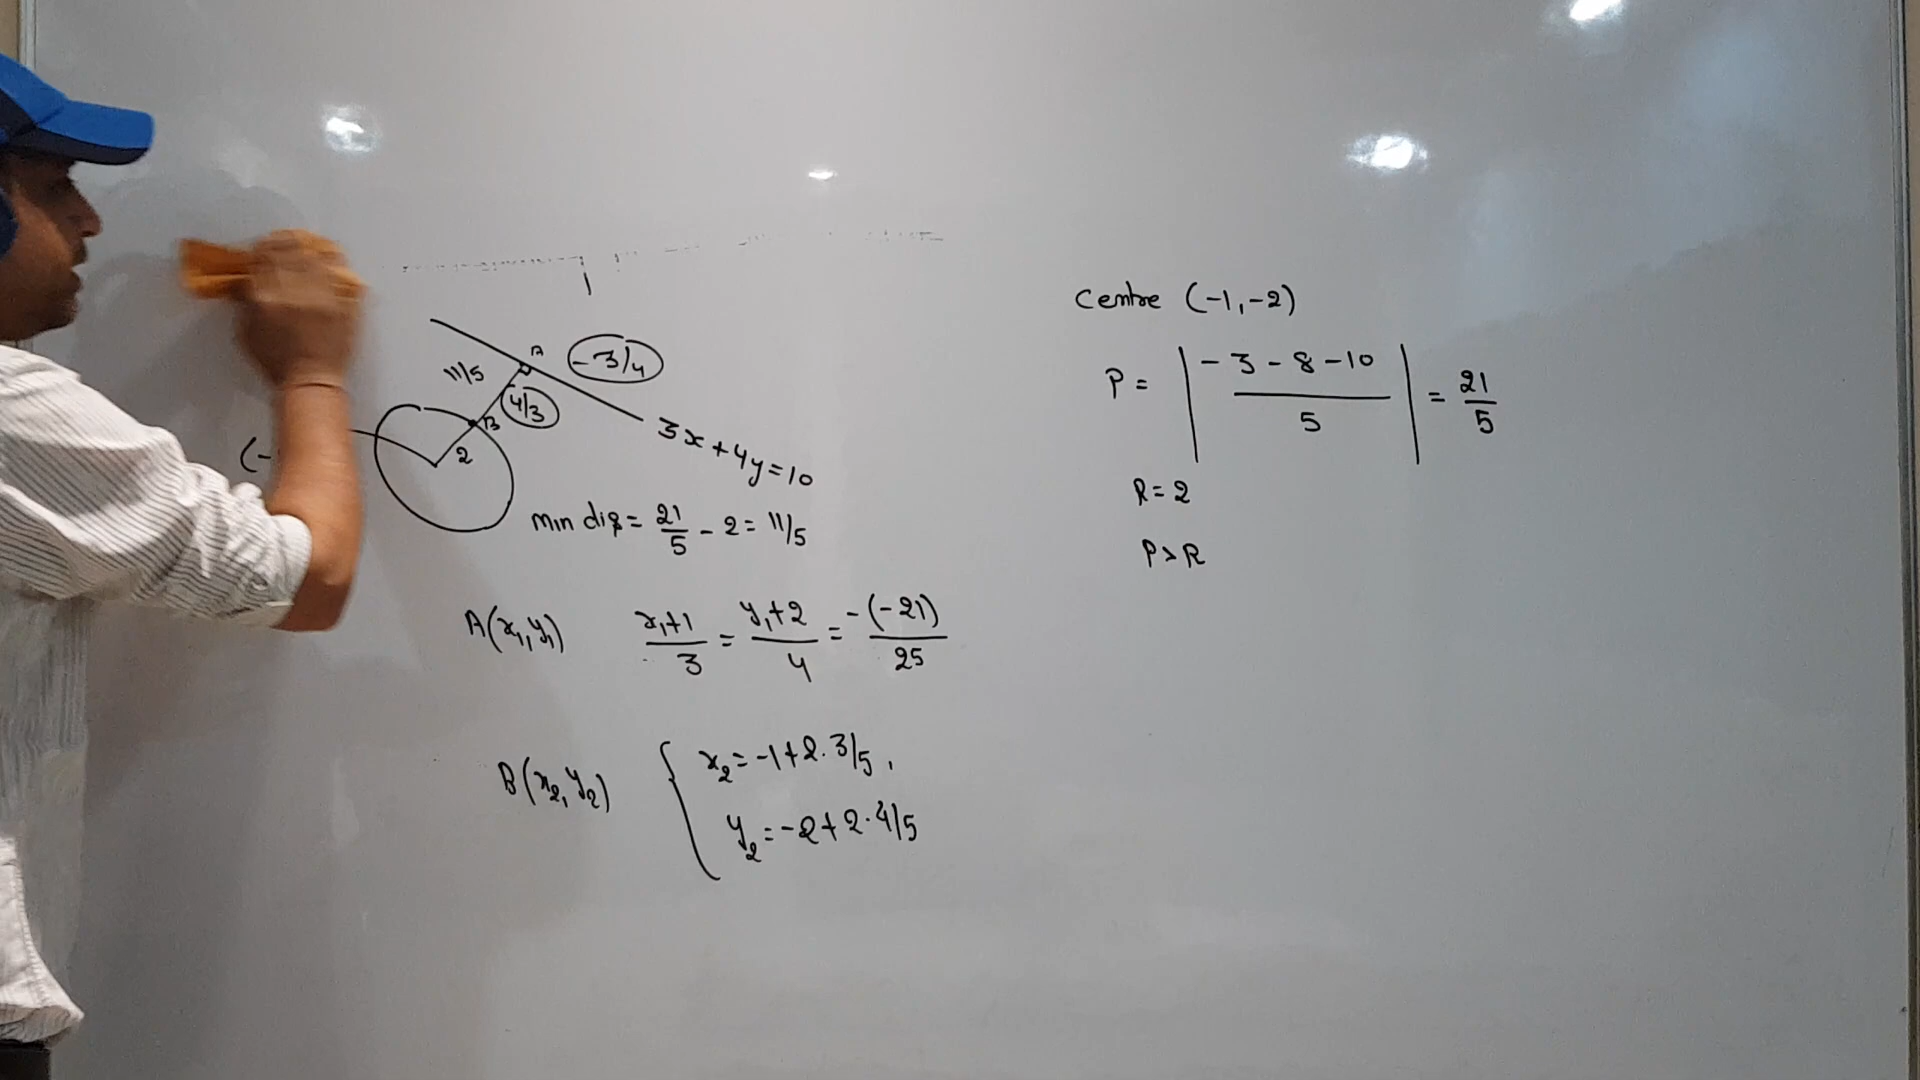 A
-3/4
11/5
4/3
B
2
(-
3x+4y=10
min dis = 21/5 - 2 = 11/5
A(x₁,y₁) x₁+1/3 = y₁+2/4 = -(-21)/25
B(x₂,y₂) { x₂=-1+2.3/5,
y₂=-2+2.4/5
Centre (-1,-2)
P = | -3-8-10/5 | = 21/5
R=2
P>R